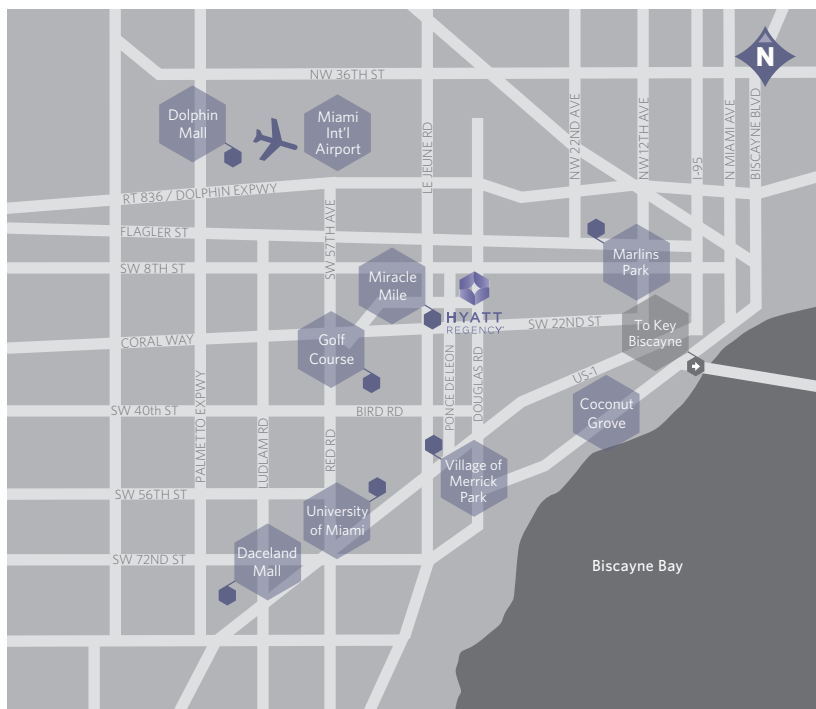 N
NW 36TH ST
Dolphin
Mall
Miami
Int'l
Airport
LE JEUNE RD
NW 22ND AVE
NW 12TH AVE
I-95
N MIAMI AVE
BISCAYNE BLVD
RT 836 / DOLPHIN EXPWY
FLAGLER ST
SW 57TH AVE
SW 8TH ST
Miracle
Mile
Marlins
Park
HYATT
REGENCY
SW 22ND ST
To Key
Biscayne
CORAL WAY
Golf
Course
US-1
PONCE DE LEON
DOUGLAS RD
PALMETTO EXPWY
SW 40th ST
BIRD RD
Coconut
Grove
LUDLAM RD
RED RD
Village of
Merrick
Park
SW 56TH ST
University
of Miami
SW 72ND ST
Daceland
Mall
Biscayne Bay